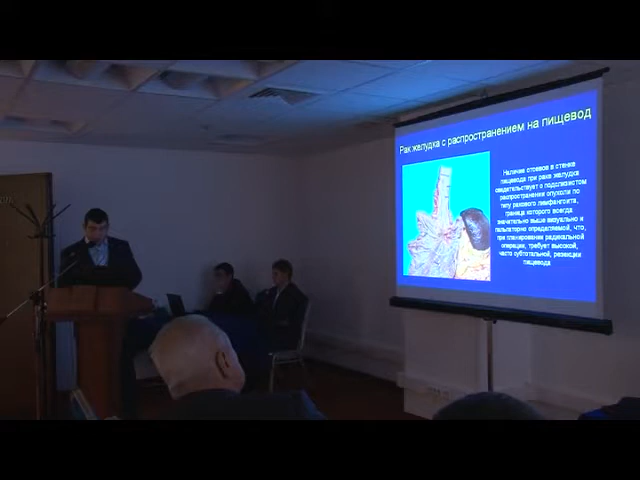 Рак желудка с распространением на пищевод
Наличие отсевов в стенке
пищевода при раке желудка
свидетельствует о подслизистом
распространении опухоли по
типу ракового лимфангоита,
граница которого всегда
значительно выше визуально и
пальпаторно определяемой, что,
при планировании радикальной
операции, требует высокой,
часто субтотальной, резекции
пищевода